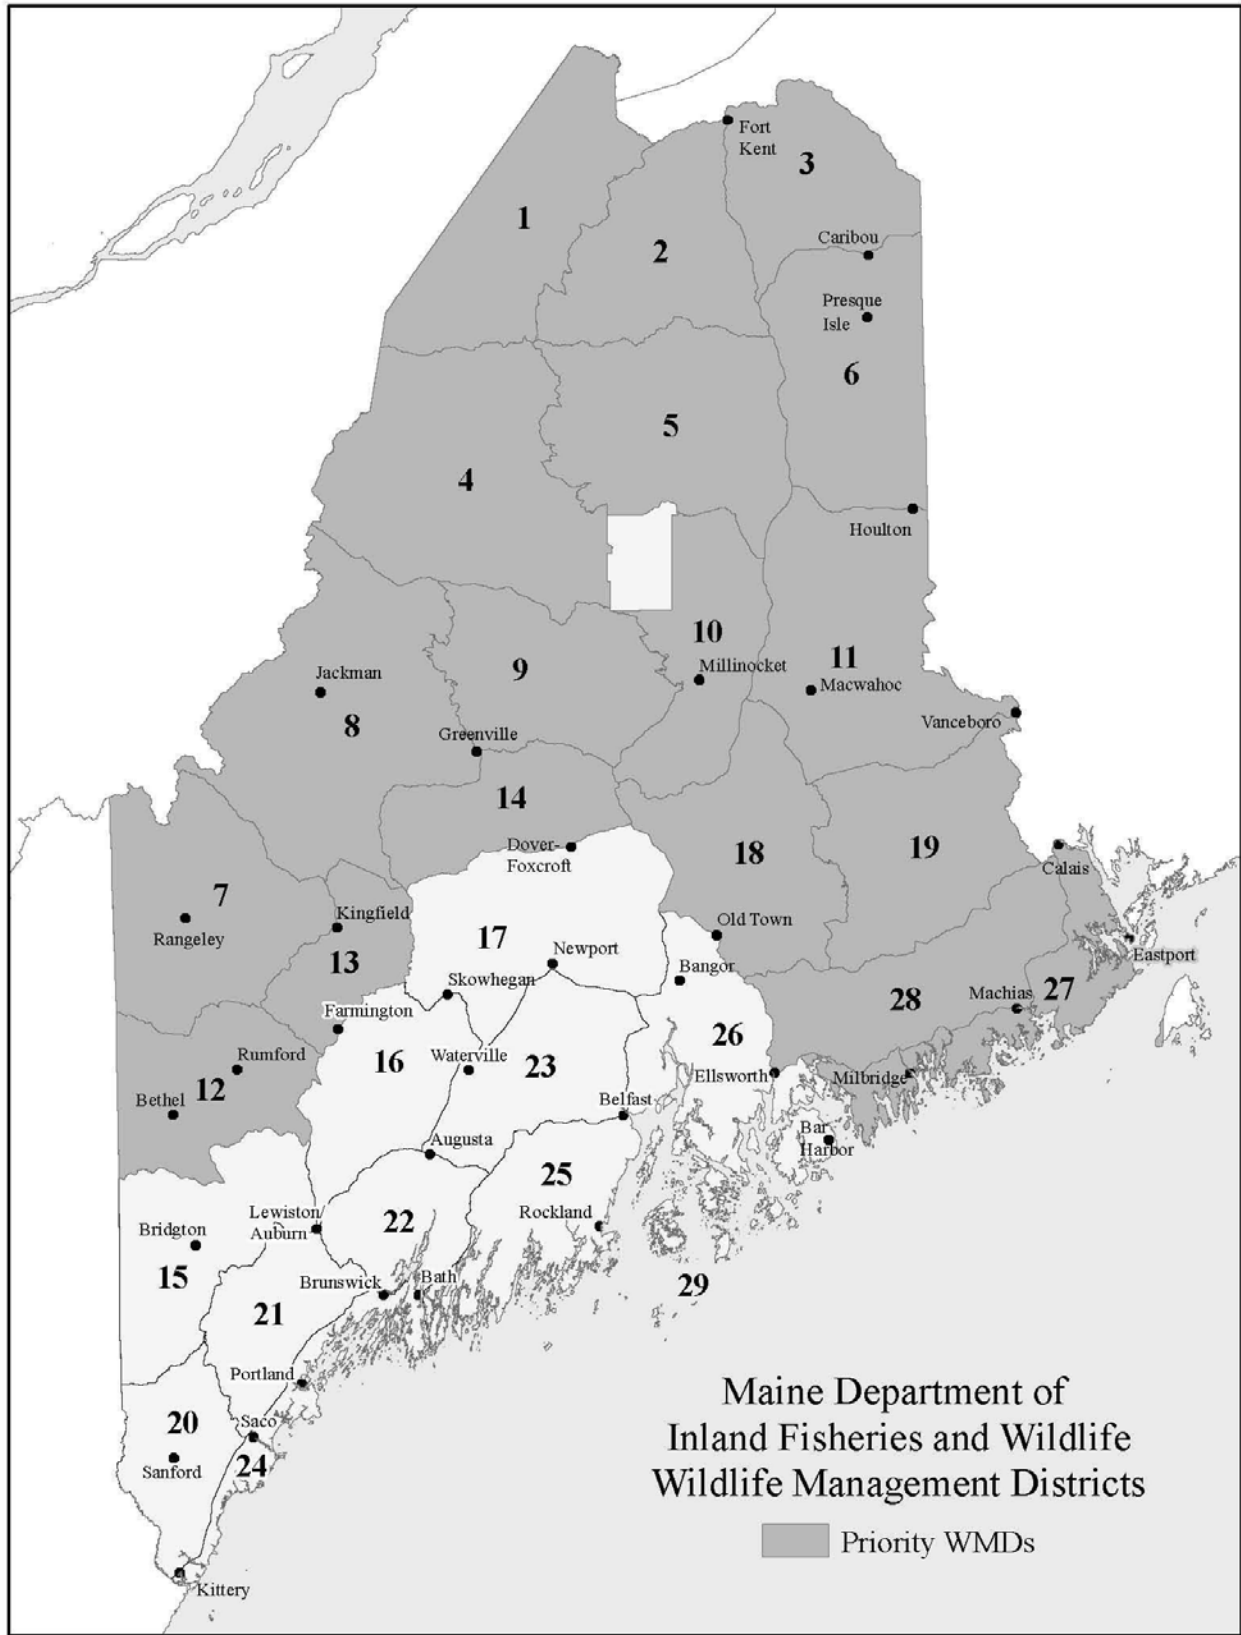 Fort
Kent
3
1
Caribou
2
Presque
Isle
6
5
4
Houlton
10
Millinocket
11
Macwahoc
9
Jackman
8
Vanceboro
Greenville
14
Dover-
Foxcroft
18
19
Calais
7
Rangeley
Kingfield
13
17
Newport
Old Town
Bangor
Skowhegan
Eastport
28
Machias
27
Farmington
16
Waterville
23
26
Ellsworth
Milbridge
Rumford
12
Bethel
Belfast
Bar
Harbor
Augusta
25
Rockland
Lewiston
Auburn
22
Bridgton
15
Brunswick
Bath
29
21
Portland
20
Saco
Sanford
24
Kittery
Maine Department of
Inland Fisheries and Wildlife
Wildlife Management Districts
Priority WMDs